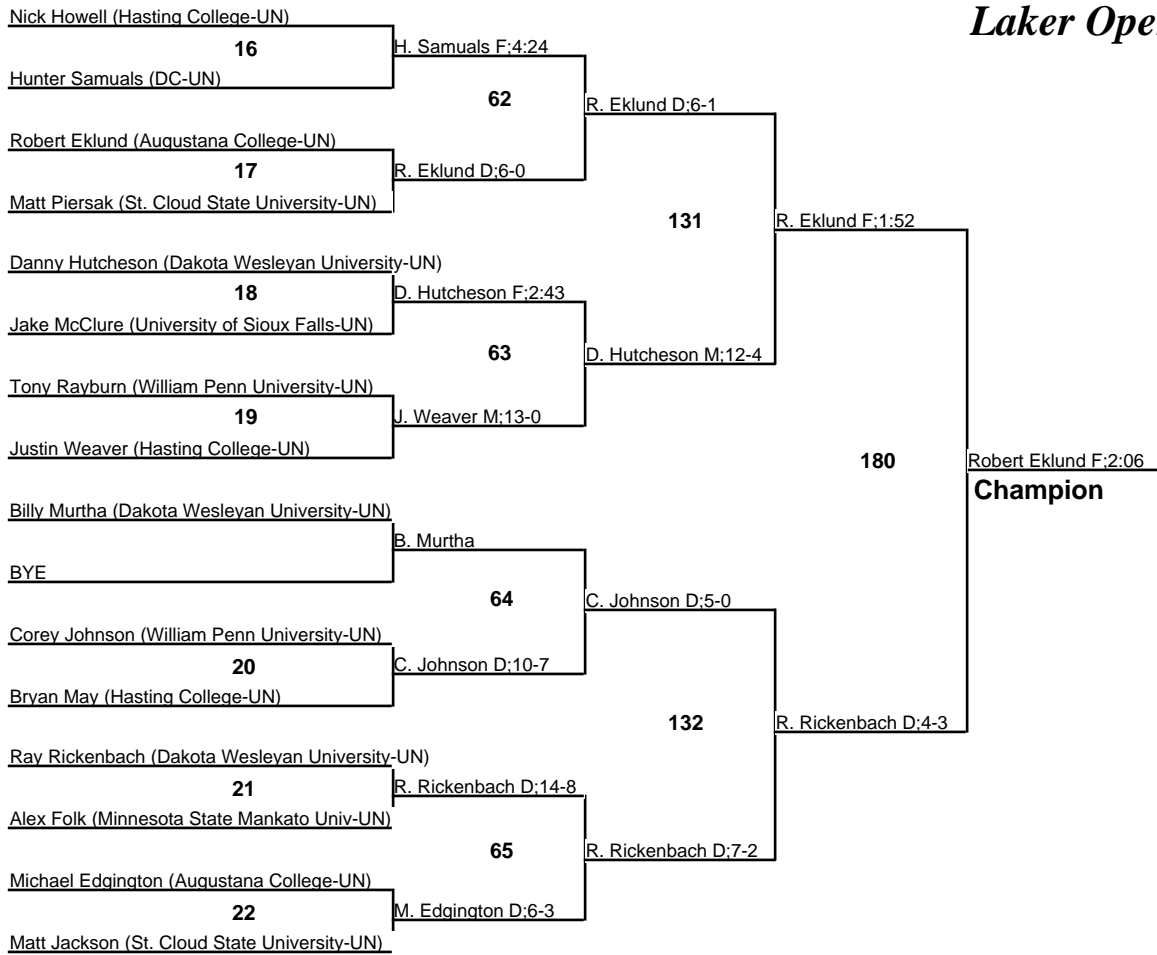 Laker Ope
Nick Howell (Hasting College-UN)
16
Hunter Samuals (DC-UN)
H. Samuals F;4:24
62
Robert Eklund (Augustana College-UN)
17
Matt Piersak (St. Cloud State University-UN)
R. Eklund D;6-0
R. Eklund D;6-1
131
Danny Hutcheson (Dakota Wesleyan University-UN)
18
Jake McClure (University of Sioux Falls-UN)
D. Hutcheson F;2:43
63
Tony Rayburn (William Penn University-UN)
19
Justin Weaver (Hasting College-UN)
J. Weaver M;13-0
D. Hutcheson M;12-4
R. Eklund F;1:52
180
Robert Eklund F;2:06
Champion
Billy Murtha (Dakota Wesleyan University-UN)
BYE
B. Murtha
64
Corey Johnson (William Penn University-UN)
20
Bryan May (Hasting College-UN)
C. Johnson D;10-7
C. Johnson D;5-0
132
R. Rickenbach D;4-3
Ray Rickenbach (Dakota Wesleyan University-UN)
21
Alex Folk (Minnesota State Mankato Univ-UN)
R. Rickenbach D;14-8
65
R. Rickenbach D;7-2
Michael Edgington (Augustana College-UN)
22
Matt Jackson (St. Cloud State University-UN)
M. Edgington D;6-3